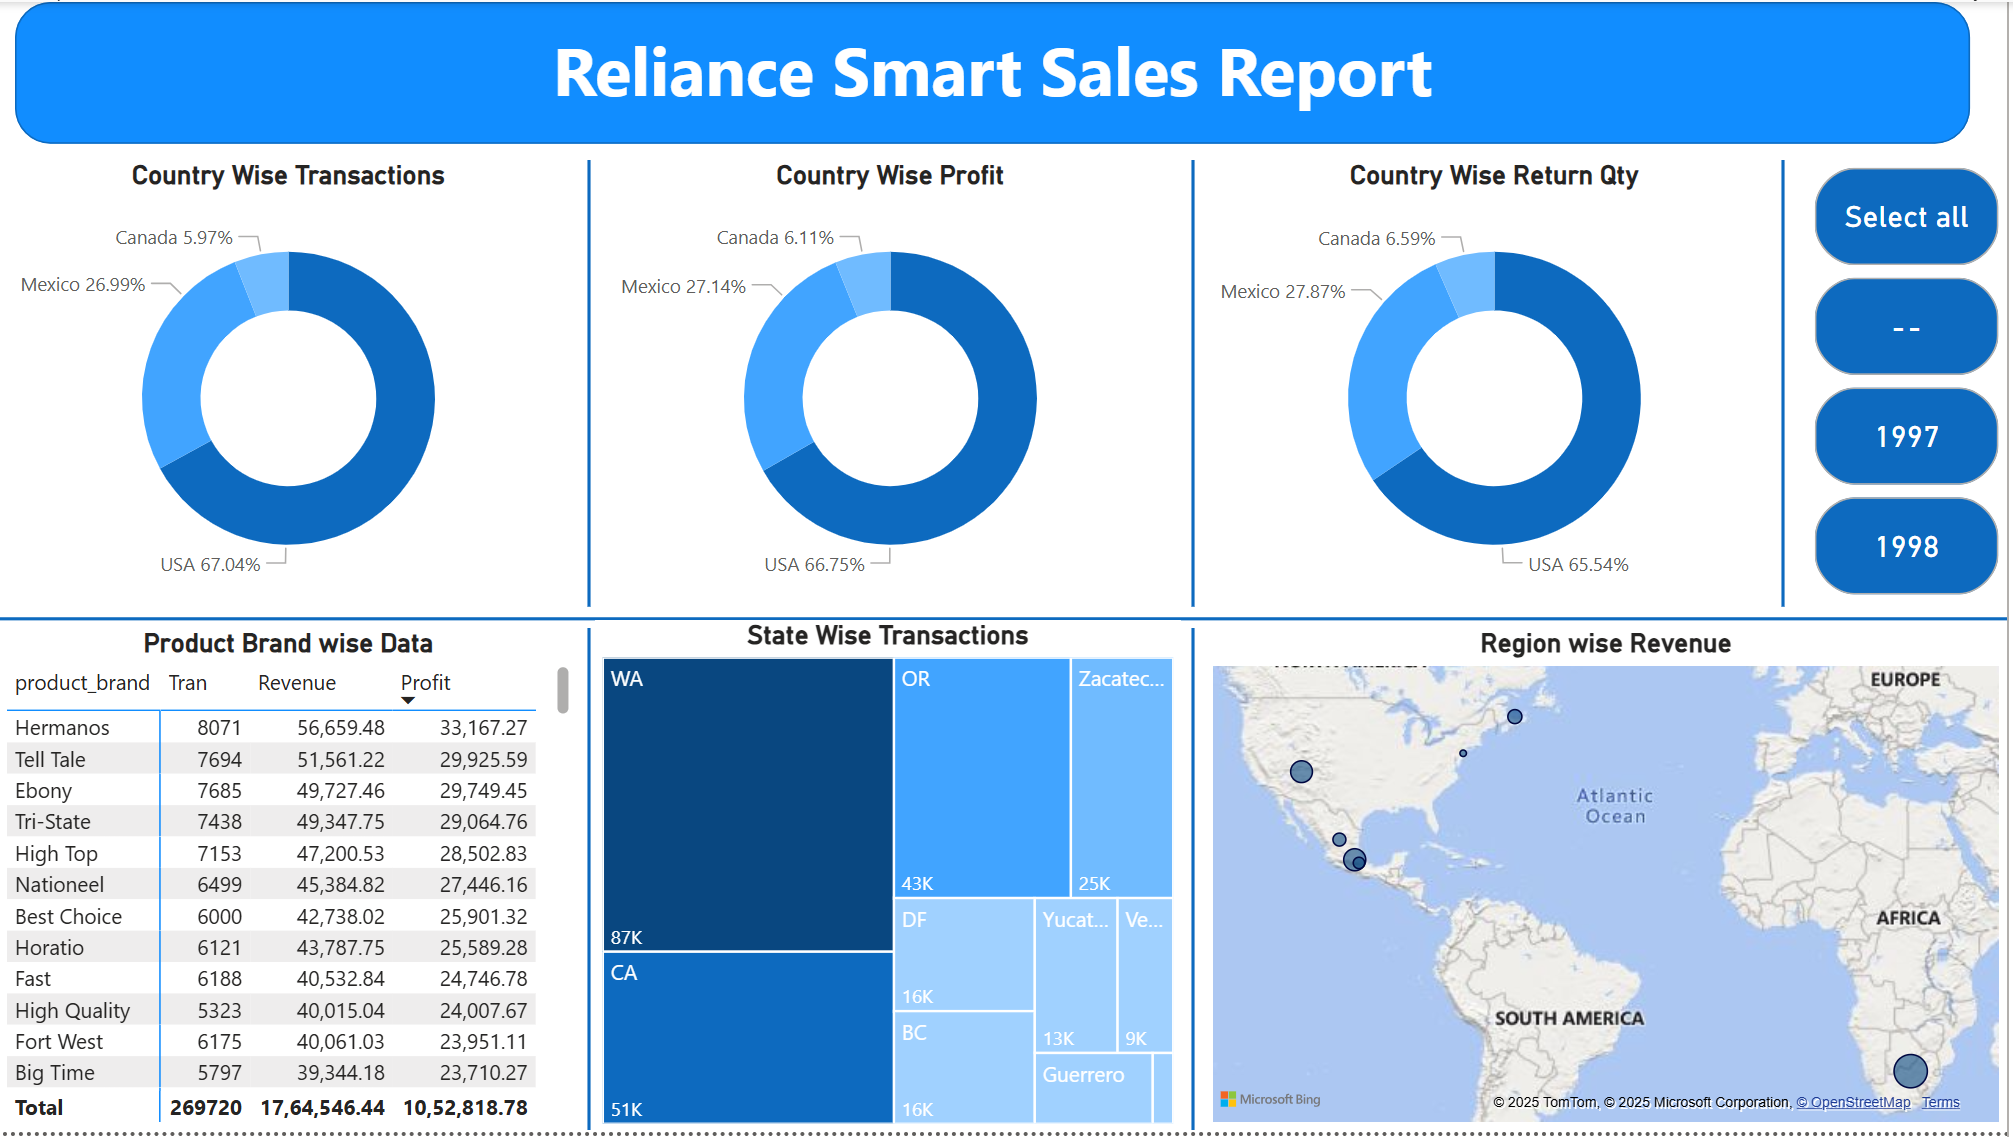 Reliance Smart Sales Report
Country Wise Transactions
Canada 5.97%
Mexico 26.99%
USA 67.04%
Country Wise Profit
Canada 6.11%
Mexico 27.14%
USA 66.75%
Country Wise Return Qty
Canada 6.59%
Mexico 27.87%
USA 65.54%
Select all
--
1997
1998
Product Brand wise Data
product_brand Tran Revenue Profit
Hermanos 8071 56,659.48 33,167.27
Tell Tale 7694 51,561.22 29,925.59
Ebony 7685 49,727.46 29,749.45
Tri-State 7438 49,347.75 29,064.76
High Top 7153 47,200.53 28,502.83
Nationeel 6499 45,384.82 27,446.16
Best Choice 6000 42,738.02 25,901.32
Horatio 6121 43,787.75 25,589.28
Fast 6188 40,532.84 24,746.78
High Quality 5323 40,015.04 24,007.67
Fort West 6175 40,061.03 23,951.11
Big Time 5797 39,344.18 23,710.27
Total 269720 17,64,546.44 10,52,818.78
State Wise Transactions
WA
87K
CA
51K
OR
43K
Zacatec...
25K
DF
16K
BC
16K
Yucat...
13K
Ve...
9K
Guerrero
Region wise Revenue
EUROPE
Atlantic
Ocean
AFRICA
SOUTH AMERICA
Microsoft Bing
© 2025 TomTom, © 2025 Microsoft Corporation, © OpenStreetMap Terms